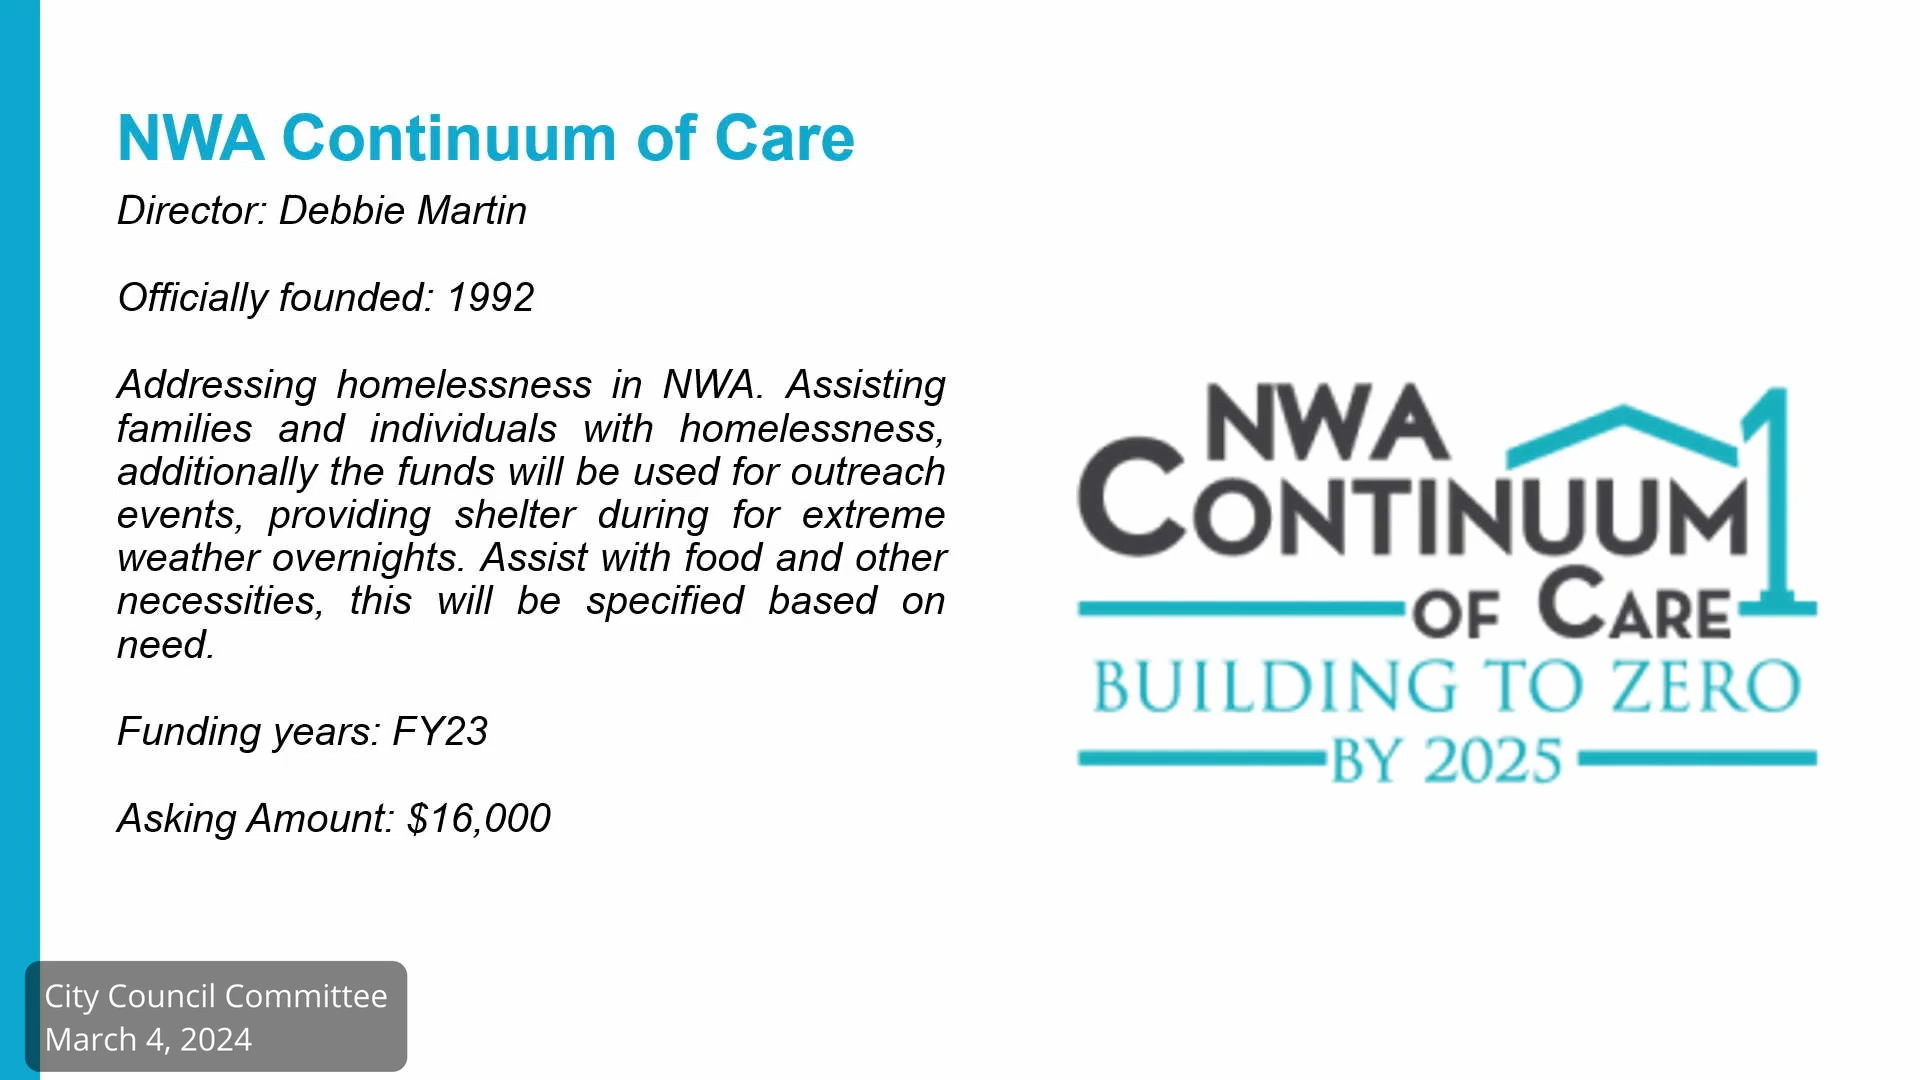 NWA Continuum of Care
Director: Debbie Martin
Officially founded: 1992
Addressing homelessness in NWA. Assisting
families and individuals with homelessness,
additionally the funds will be used for outreach
events, providing shelter during for extreme
weather overnights. Assist with food and other
necessities, this will be specified based on
need.
Funding years: FY23
Asking Amount: $16,000
NWA
CONTINUUM
OF CARE
BUILDING TO ZERO
BY 2025
City Council Committee
March 4, 2024